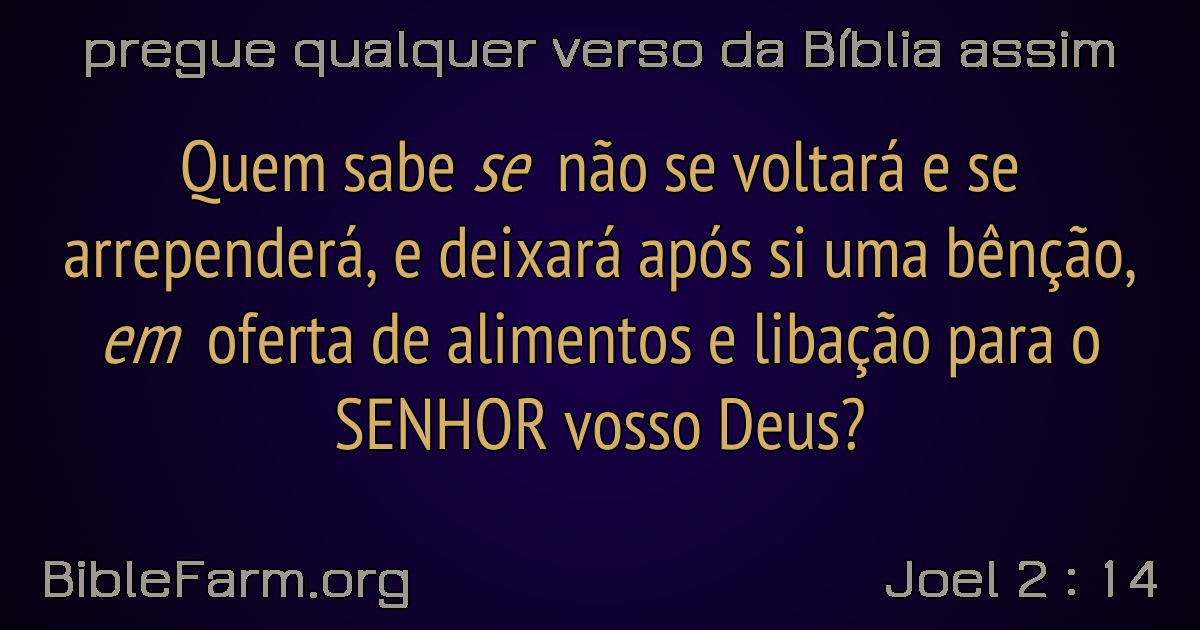 pregue qualquer verso da Bíblia assim
Quem sabe se não se voltará e se
arrependerá, e deixará após si uma bênção,
em oferta de alimentos e libação para o
SENHOR vosso Deus?
BibleFarm.org
Joel 2 : 14